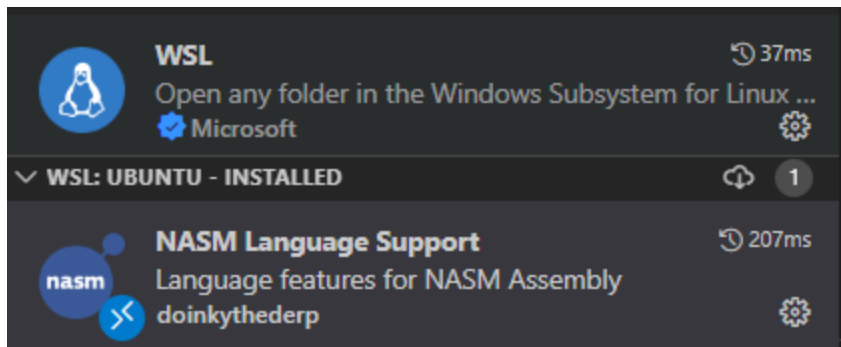 WSL 37ms
Open any folder in the Windows Subsystem for Linux ...
Microsoft
WSL: UBUNTU - INSTALLED 1
NASM Language Support 207ms
nasm Language features for NASM Assembly
doinkythederp